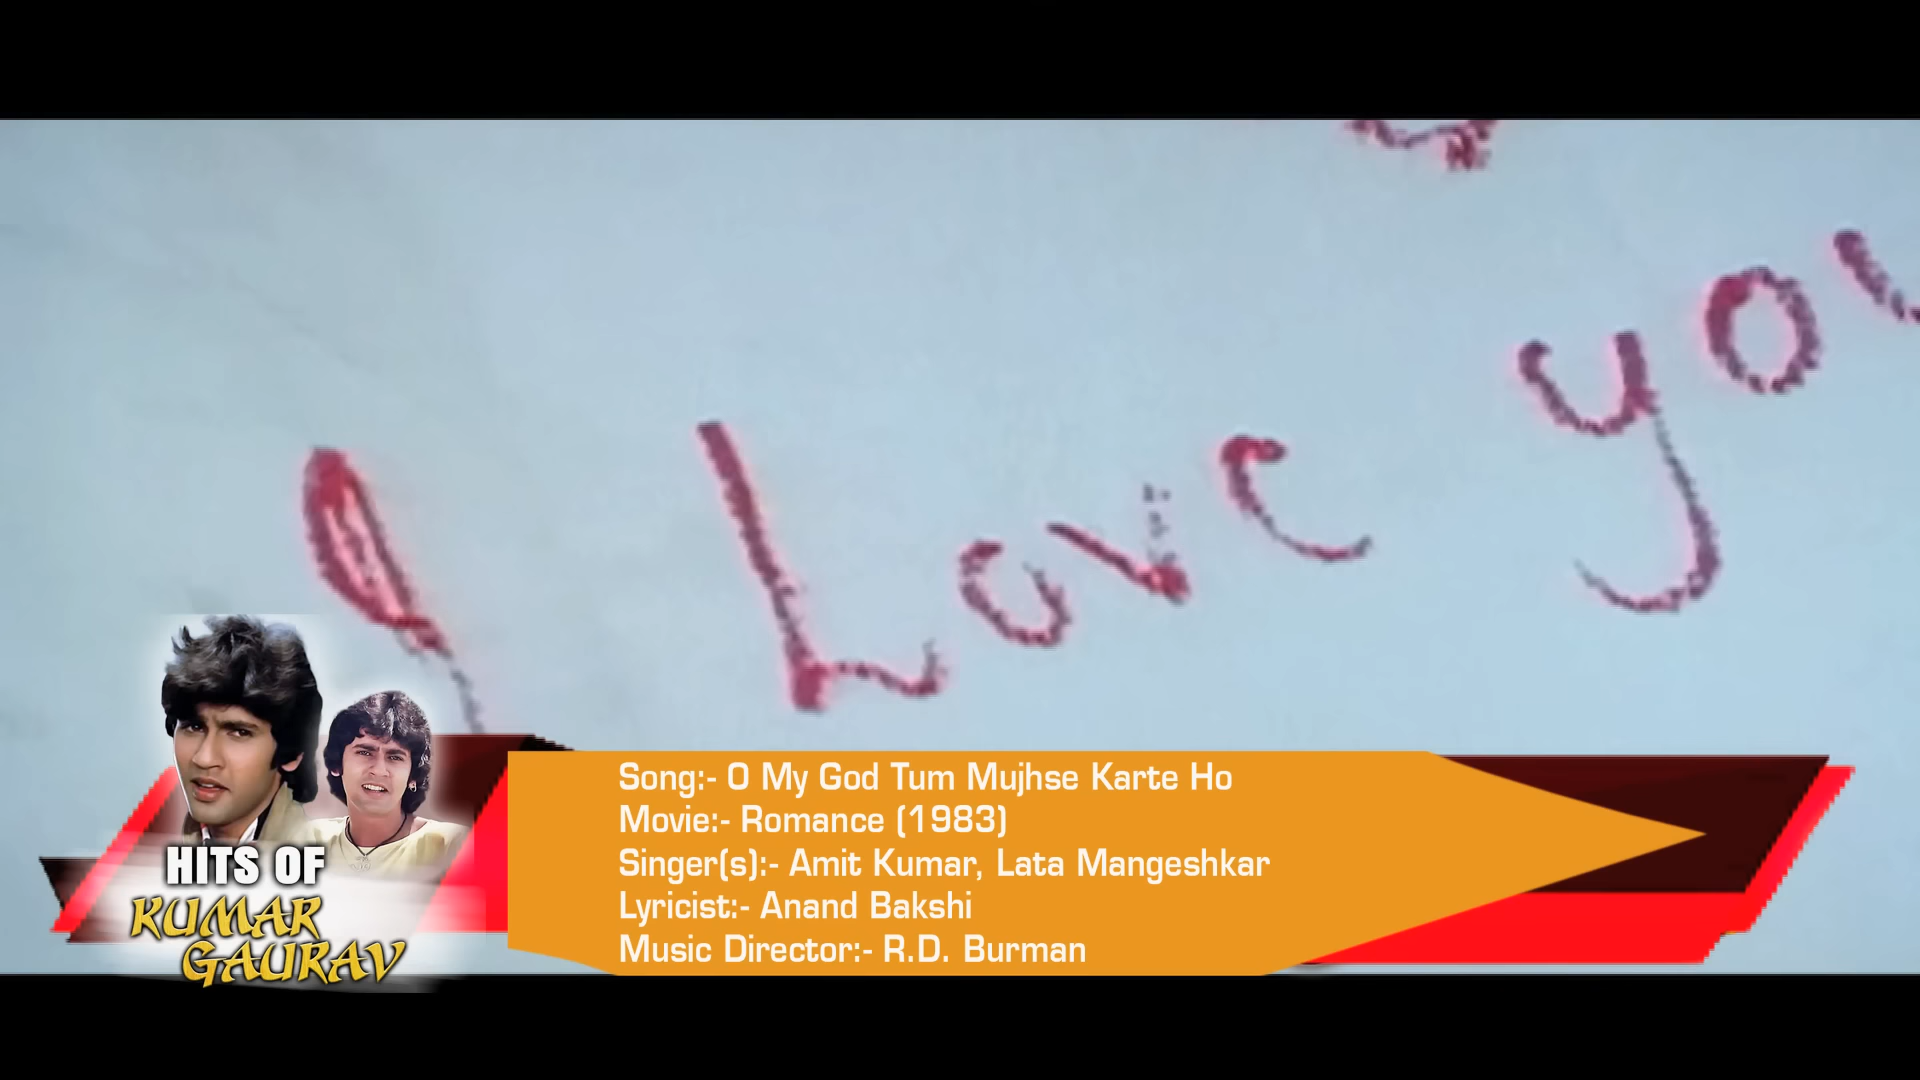 I Love you
HITS OF
KUMAR
GAURAV
Song:- O My God Tum Mujhse Karte Ho
Movie:- Romance (1983)
Singer(s):- Amit Kumar, Lata Mangeshkar
Lyricist:- Anand Bakshi
Music Director:- R.D. Burman